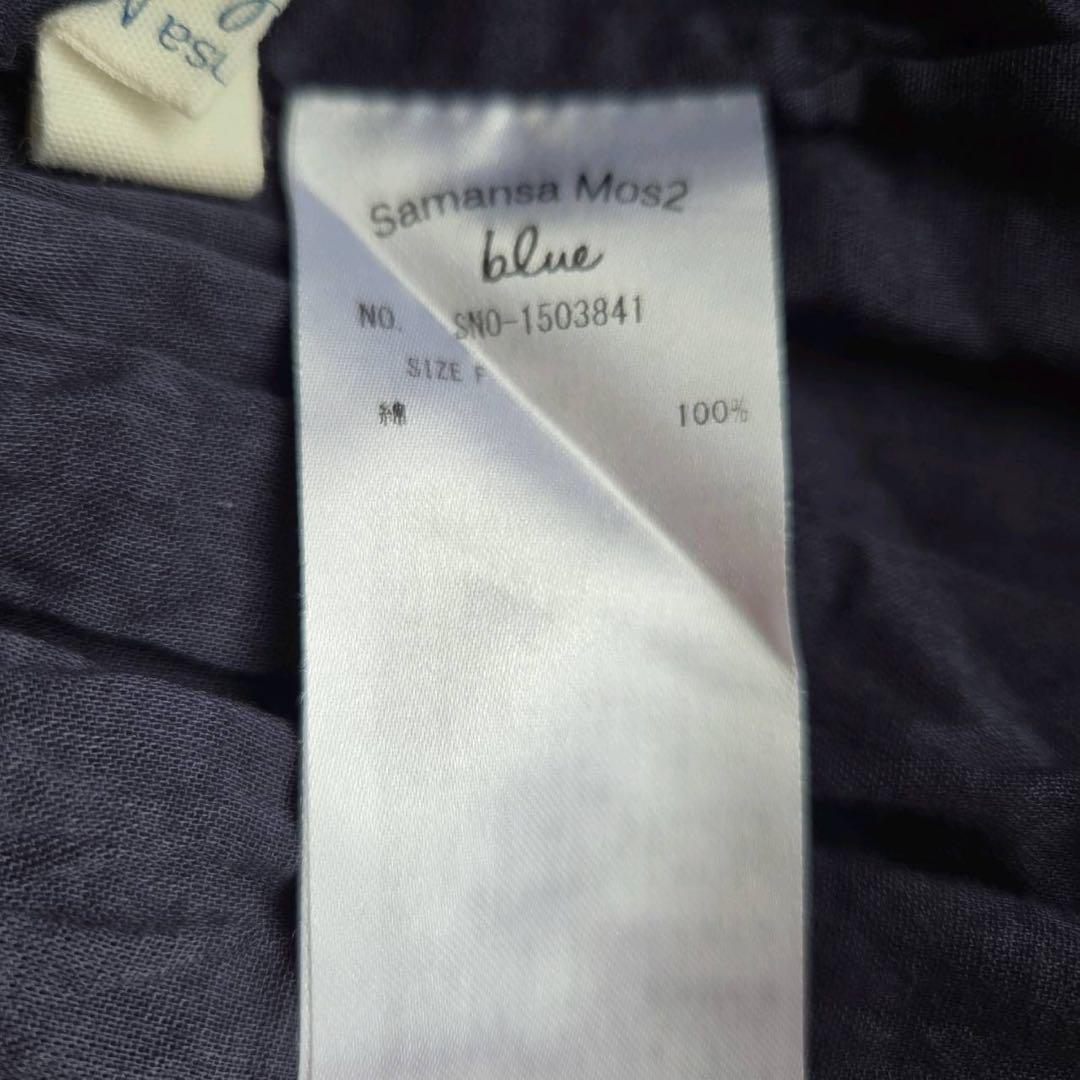 Samansa Mos2
blue
NO. SNO-1503841
SIZE F
綿 100%